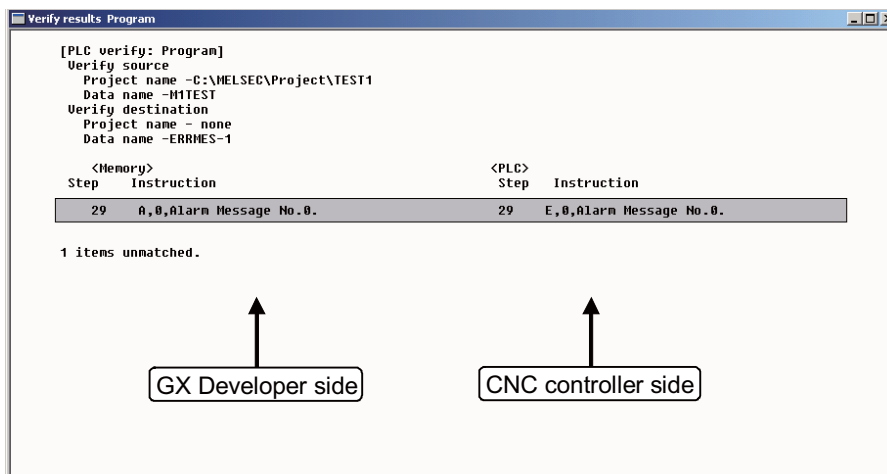 Verify results Program
[PLC verify: Program]
Verify source
Project name -C:\MELSEC\Project\TEST1
Data name -M1TEST
Verify destination
Project name - none
Data name -ERRMES-1
<Memory> <PLC>
Step Instruction Step Instruction
29 A,0,Alarm Message No.0. 29 E,0,Alarm Message No.0.
1 items unmatched.
GX Developer side CNC controller side